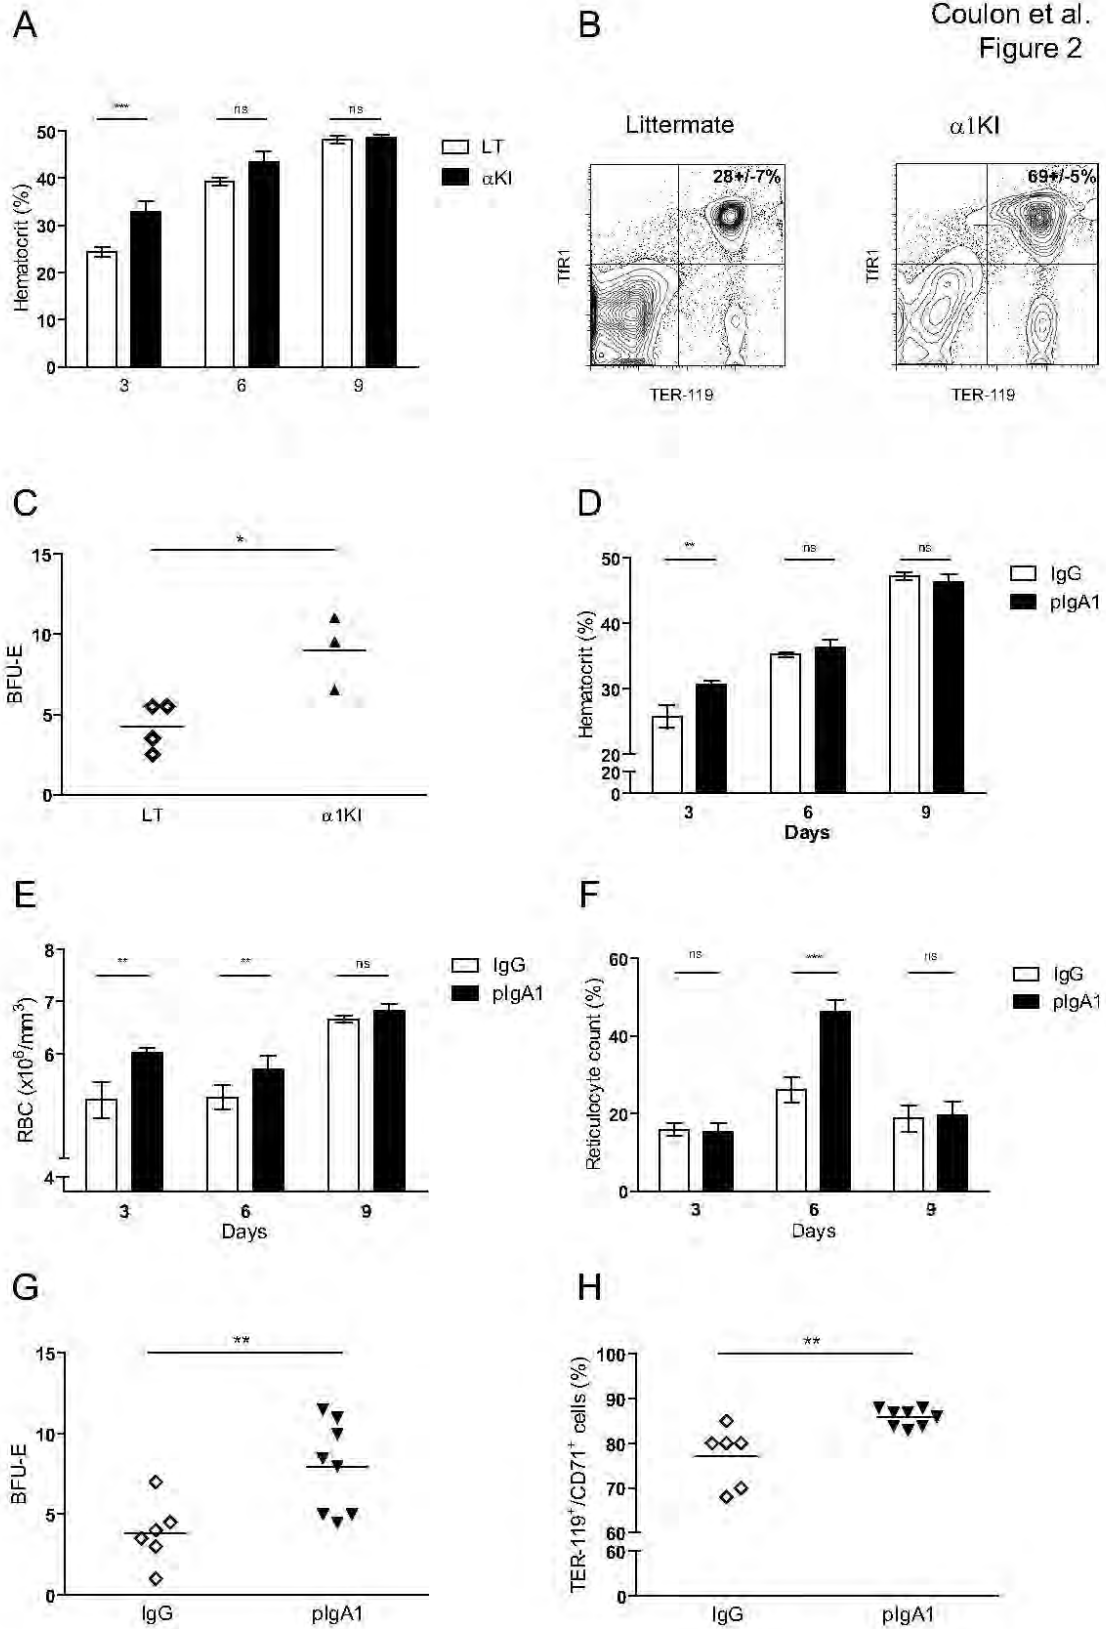 A
B
Coulon et al.
Figure 2
***
ns
ns
50
40
30
20
10
0
Hematocrit (%)
3
6
9
LT
αKI
Littermate
28+/-7%
TfR1
TER-119
α1KI
69+/-5%
TfR1
TER-119
C
*
15
10
5
0
BFU-E
LT
α1KI
D
**
ns
ns
50
40
30
20
20
0
Hematocrit (%)
3
6
9
Days
IgG
pIgA1
E
**
**
ns
8
7
6
4
RBC (x10⁶/mm³)
3
6
9
Days
IgG
pIgA1
F
ns
***
ns
60
40
20
0
Reticulocyte count (%)
3
6
9
Days
IgG
pIgA1
G
**
15
10
5
0
BFU-E
IgG
pIgA1
H
**
100
90
80
70
60
60
0
TER-119⁺/CD71⁺ cells (%)
IgG
pIgA1